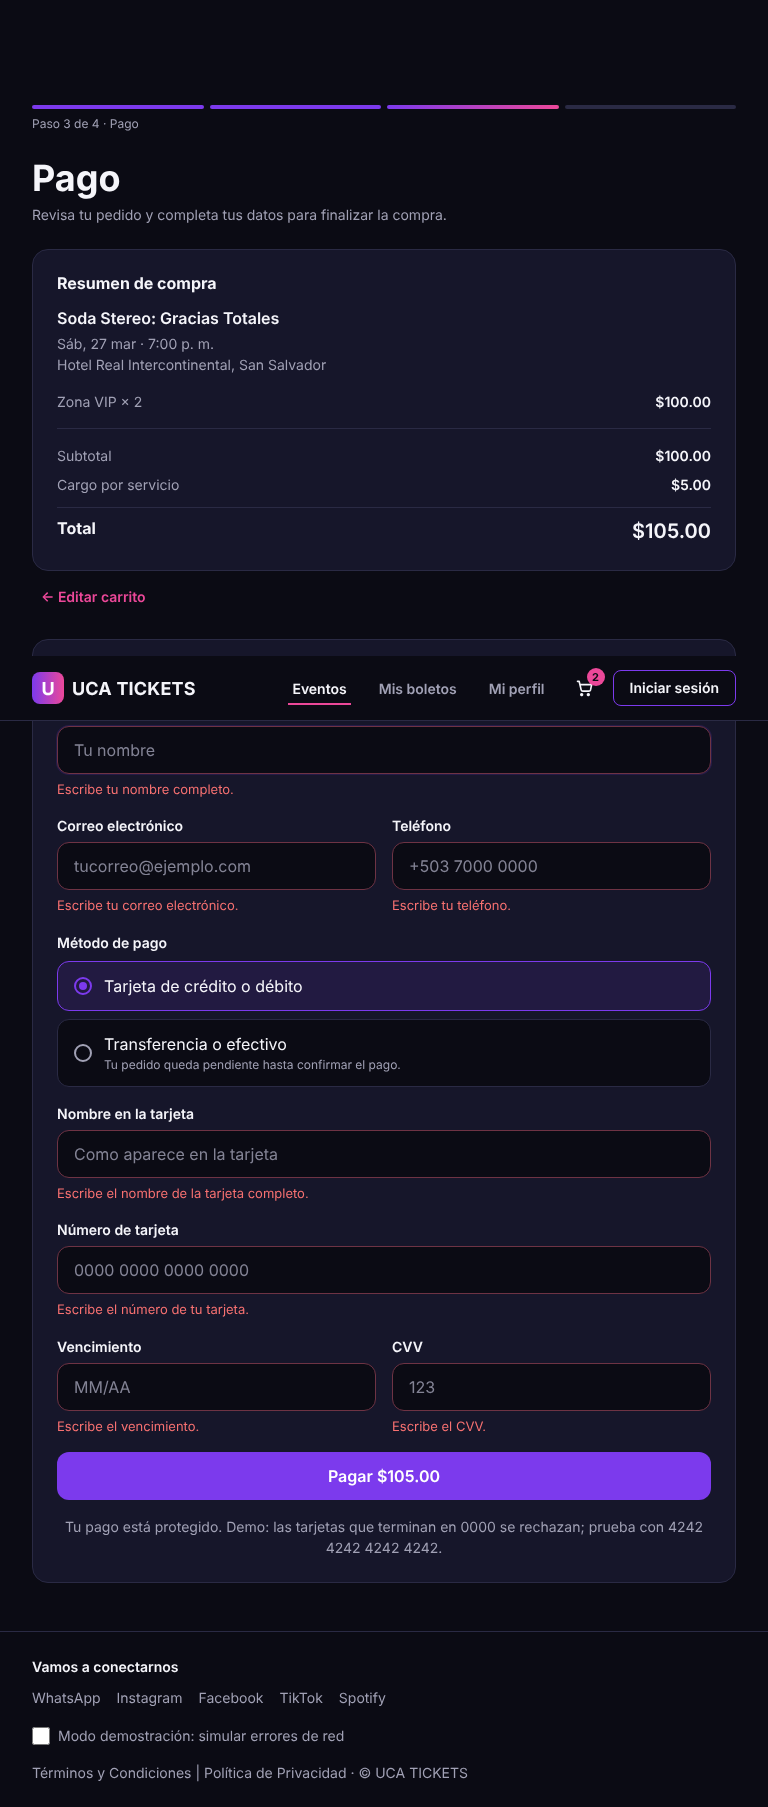 Paso 3 de 4 · Pago
Pago
Revisa tu pedido y completa tus datos para finalizar la compra.
Resumen de compra
Soda Stereo: Gracias Totales
Sáb, 27 mar · 7:00 p. m.
Hotel Real Intercontinental, San Salvador
Zona VIP × 2 $100.00
Subtotal $100.00
Cargo por servicio $5.00
Total $105.00
← Editar carrito
U UCA TICKETS Eventos Mis boletos Mi perfil 2 Iniciar sesión
Tu nombre
Escribe tu nombre completo.
Correo electrónico Teléfono
tucorreo@ejemplo.com +503 7000 0000
Escribe tu correo electrónico. Escribe tu teléfono.
Método de pago
Tarjeta de crédito o débito
Transferencia o efectivo
Tu pedido queda pendiente hasta confirmar el pago.
Nombre en la tarjeta
Como aparece en la tarjeta
Escribe el nombre de la tarjeta completo.
Número de tarjeta
0000 0000 0000 0000
Escribe el número de tu tarjeta.
Vencimiento CVV
MM/AA 123
Escribe el vencimiento. Escribe el CVV.
Pagar $105.00
Tu pago está protegido. Demo: las tarjetas que terminan en 0000 se rechazan; prueba con 4242
4242 4242 4242.
Vamos a conectarnos
WhatsApp Instagram Facebook TikTok Spotify
Modo demostración: simular errores de red
Términos y Condiciones | Política de Privacidad · © UCA TICKETS